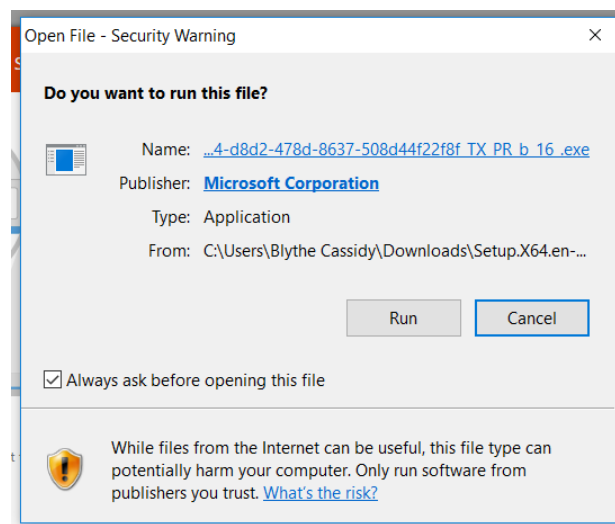 Open File - Security Warning
Do you want to run this file?
Name: ...4-d8d2-478d-8637-508d44f22f8f_TX_PR_b_16_.exe
Publisher: Microsoft Corporation
Type: Application
From: C:\Users\Blythe Cassidy\Downloads\Setup.X64.en-...
Run Cancel
Always ask before opening this file
While files from the Internet can be useful, this file type can
potentially harm your computer. Only run software from
publishers you trust. What's the risk?